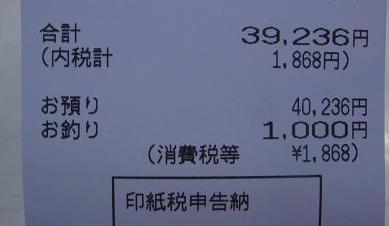 合計 39,236円
(内税計 1,868円)
お預り 40,236円
お釣り 1,000円
(消費税等 ¥1,868)
印紙税申告納